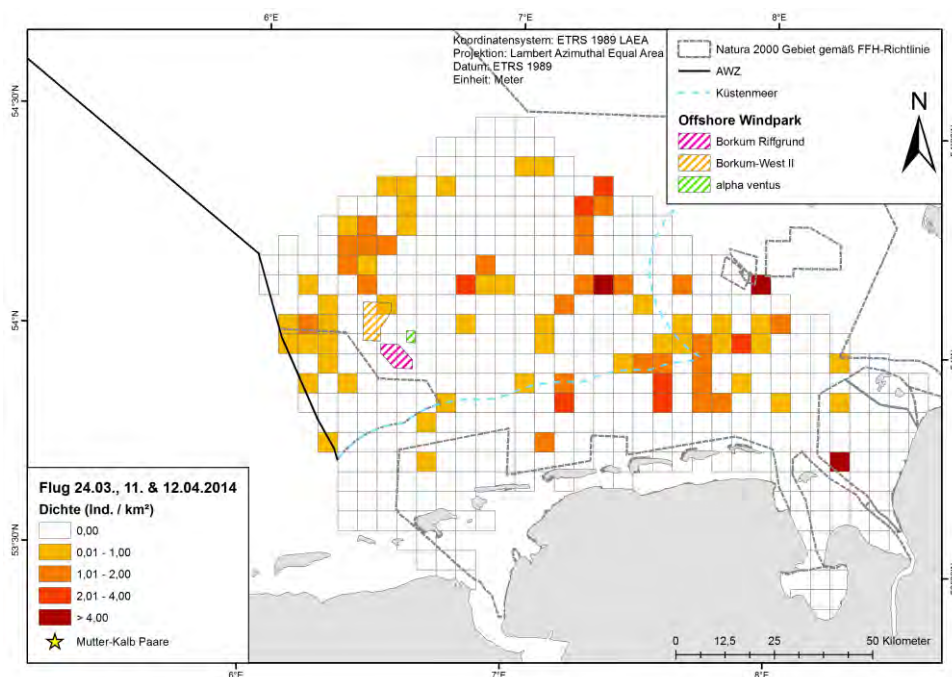 6°E 7°E 8°E
Koordinatensystem: ETRS 1989 LAEA
Projektion: Lambert Azimuthal Equal Area
Datum: ETRS 1989
Einheit: Meter
Natura 2000 Gebiet gemäß FFH-Richtlinie
AWZ
Küstenmeer
Offshore Windpark
Borkum Riffgrund
Borkum-West II
alpha ventus
N
54°30'N
54°N
53°30'N
Flug 24.03., 11. & 12.04.2014
Dichte (Ind. / km²)
0,00
0,01 - 1,00
1,01 - 2,00
2,01 - 4,00
> 4,00
Mutter-Kalb Paare
0 12,5 25 50 Kilometer
6°E 7°E 8°E